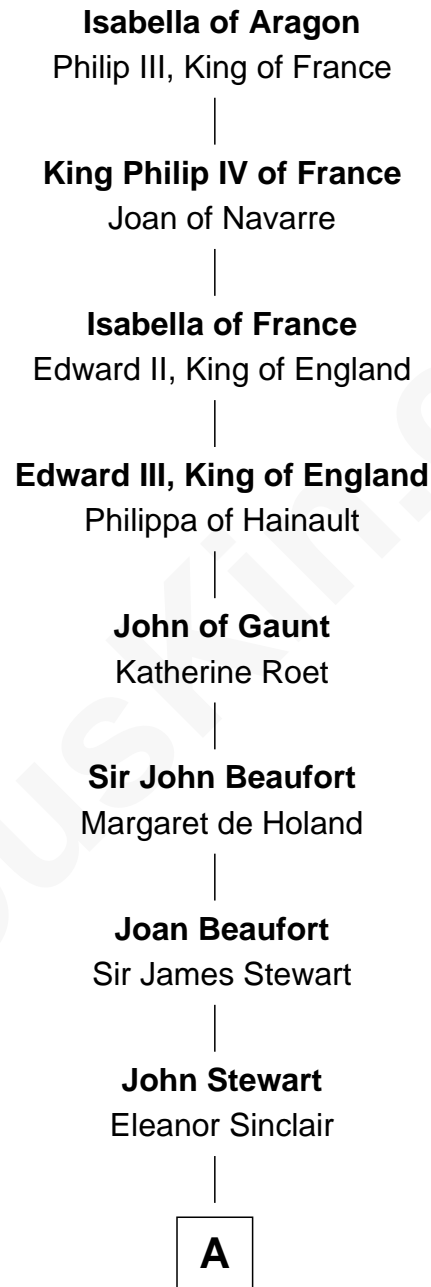 Isabella of Aragon
Philip III, King of France
King Philip IV of France
Joan of Navarre
Isabella of France
Edward II, King of England
Edward III, King of England
Philippa of Hainault
John of Gaunt
Katherine Roet
Sir John Beaufort
Margaret de Holand
Joan Beaufort
Sir James Stewart
John Stewart
Eleanor Sinclair
A